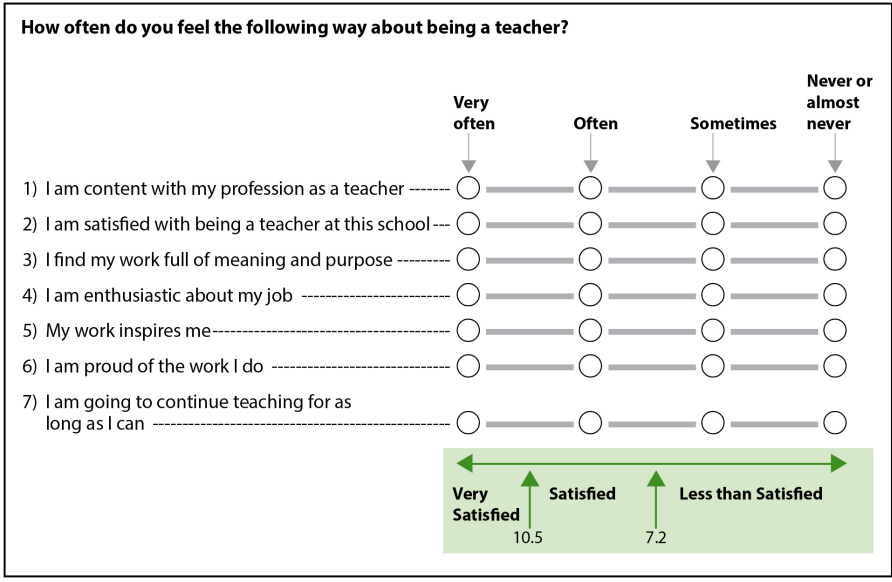 How often do you feel the following way about being a teacher?
Very
often
Often
Sometimes
Never or
almost
never
1) I am content with my profession as a teacher -------
2) I am satisfied with being a teacher at this school ---
3) I find my work full of meaning and purpose ---------
4) I am enthusiastic about my job -------------------------
5) My work inspires me----------------------------------------
6) I am proud of the work I do ------------------------------
7) I am going to continue teaching for as
long as I can --------------------------------------------------
Very
Satisfied
Satisfied
Less than Satisfied
10.5
7.2